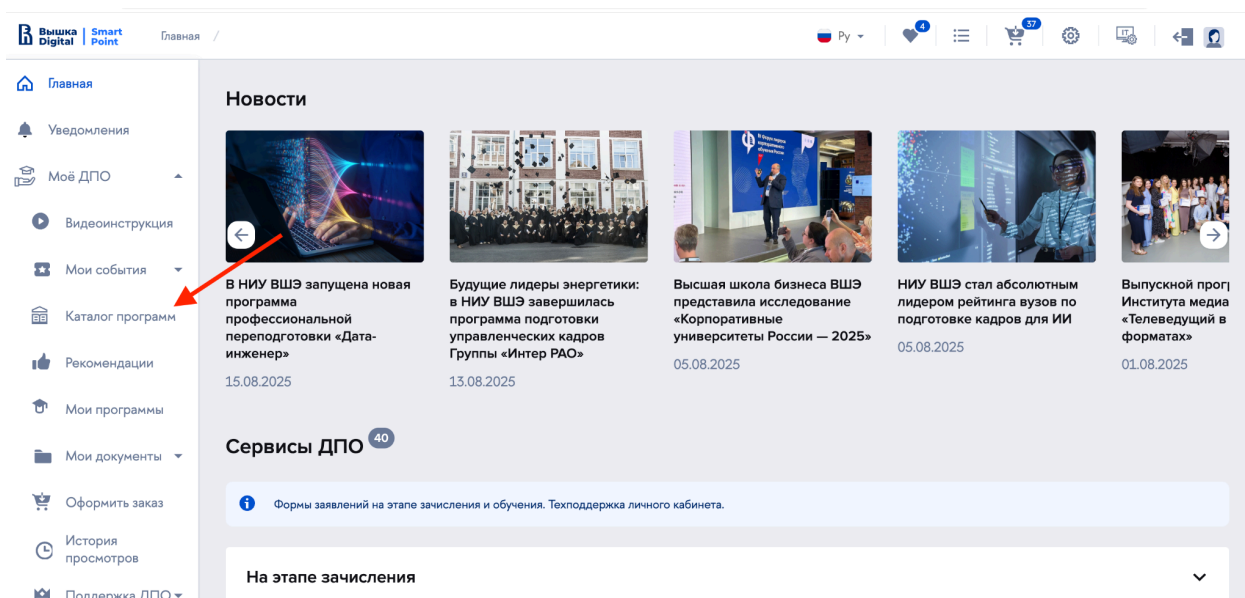 Вышка Digital | Smart Point
Главная /
Ру
4
37
Главная
Уведомления
Моё ДПО
Видеоинструкция
Мои события
Каталог программ
Рекомендации
Мои программы
Мои документы
Оформить заказ
История
просмотров
Поддержка ДПО
Новости
В НИУ ВШЭ запущена новая
программа
профессиональной
переподготовки «Дата-
инженер»
15.08.2025
Будущие лидеры энергетики:
в НИУ ВШЭ завершилась
программа подготовки
управленческих кадров
Группы «Интер РАО»
13.08.2025
Высшая школа бизнеса ВШЭ
представила исследование
«Корпоративные
университеты России — 2025»
05.08.2025
НИУ ВШЭ стал абсолютным
лидером рейтинга вузов по
подготовке кадров для ИИ
05.08.2025
Выпускной прог
Института медиа
«Телеведущий в
форматах»
01.08.2025
Сервисы ДПО 40
Формы заявлений на этапе зачисления и обучения. Техподдержка личного кабинета.
На этапе зачисления